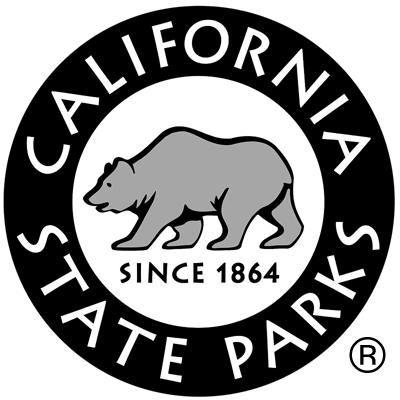 CALIFORNIA
SINCE 1864
STATE PARKS
®